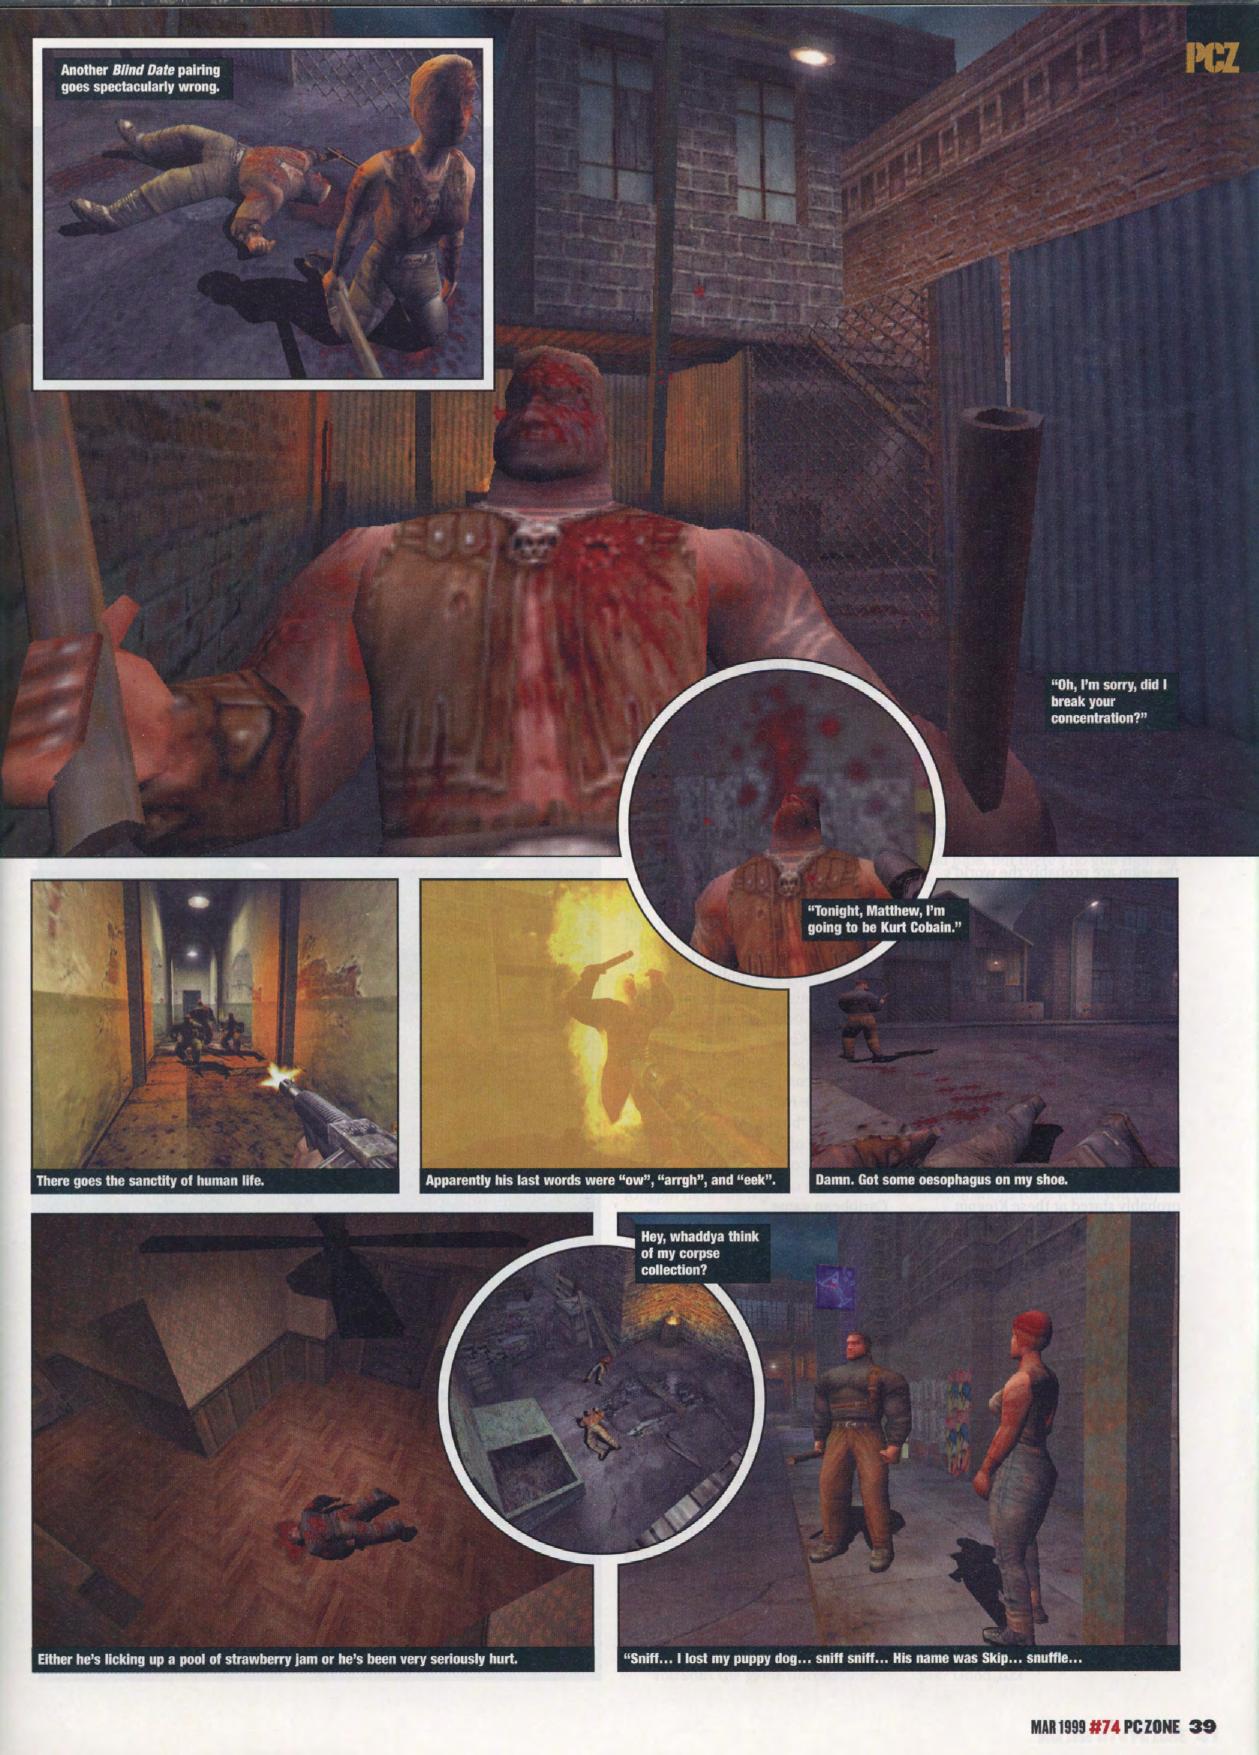 PCZ
Another Blind Date pairing
goes spectacularly wrong.
"Oh, I'm sorry, did I
break your
concentration?"
"Tonight, Matthew, I'm
going to be Kurt Cobain."
There goes the sanctity of human life.
Apparently his last words were "ow", "arrgh", and "eek".
Damn. Got some oesophagus on my shoe.
Hey, whaddya think
of my corpse
collection?
Either he's licking up a pool of strawberry jam or he's been very seriously hurt.
"Sniff... I lost my puppy dog... sniff sniff... His name was Skip... snuffle...
MAR 1999 #74 PC ZONE 39